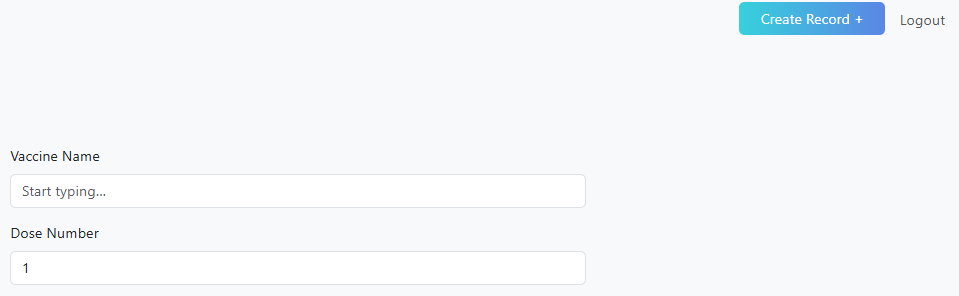 Create Record + Logout
Vaccine Name
Start typing...
Dose Number
1